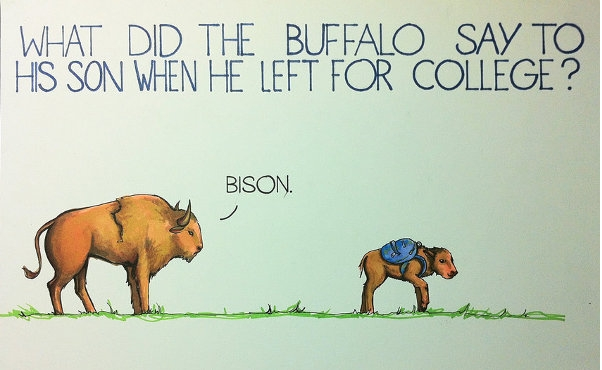 WHAT DID THE BUFFALO SAY TO
HIS SON WHEN HE LEFT FOR COLLEGE?
BISON.